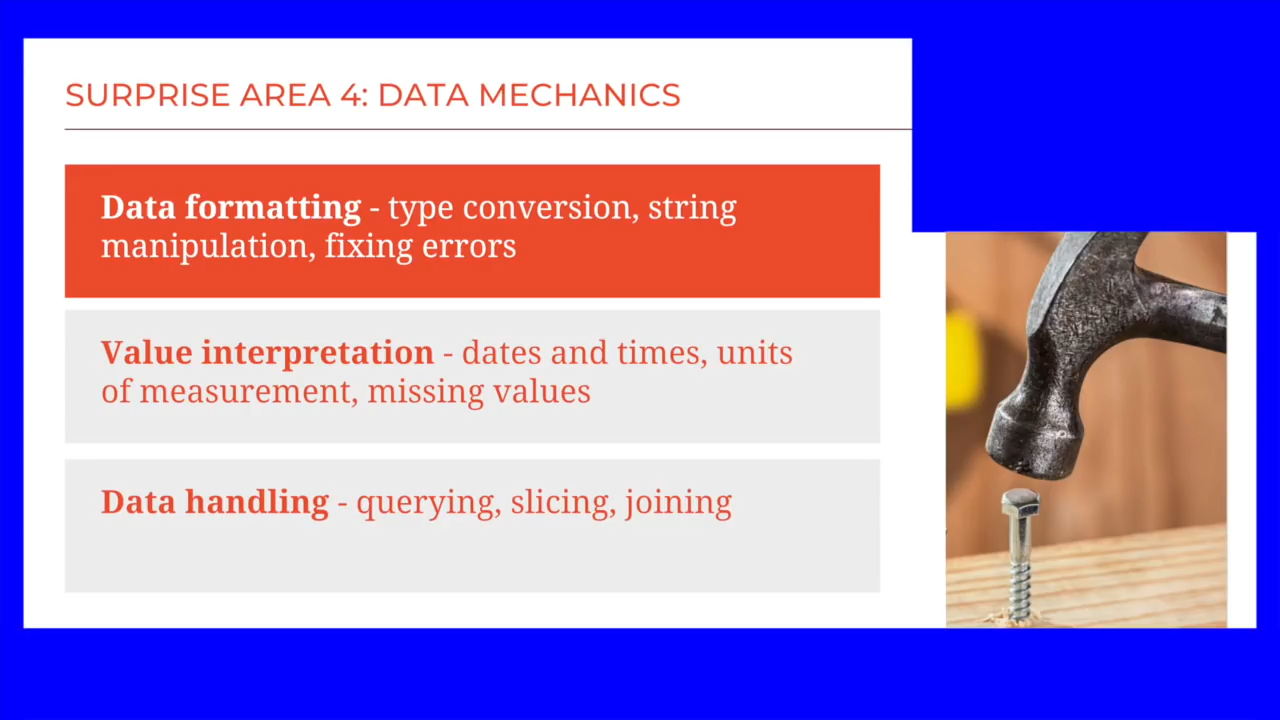 SURPRISE AREA 4: DATA MECHANICS
Data formatting - type conversion, string
manipulation, fixing errors
Value interpretation - dates and times, units
of measurement, missing values
Data handling - querying, slicing, joining